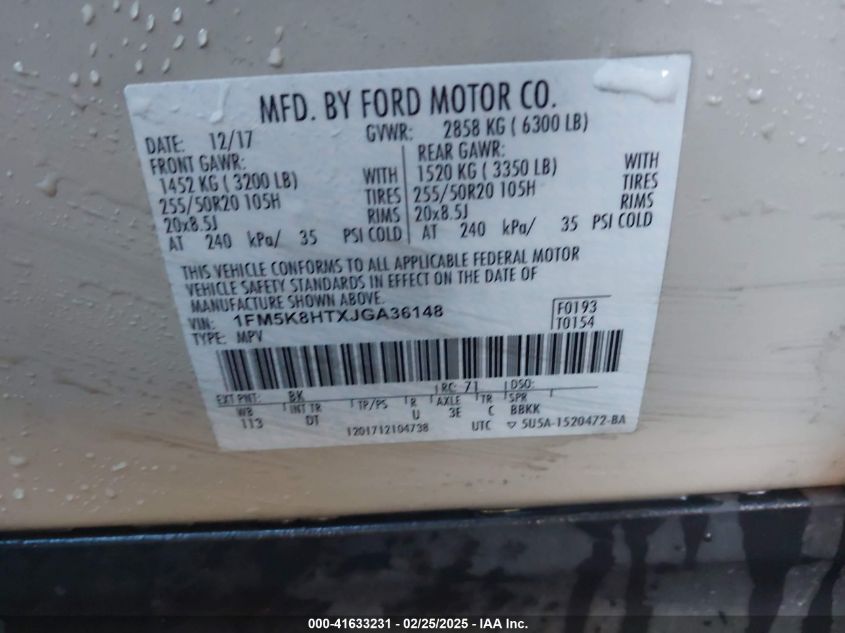 MFD. BY FORD MOTOR CO.
DATE: 12/17 GVWR: 2858 KG ( 6300 LB)
FRONT GAWR: REAR GAWR:
1452 KG ( 3200 LB) WITH 1520 KG ( 3350 LB) WITH
255/50R20 105H TIRES 255/50R20 105H TIRES
20x8.5J RIMS 20x8.5J RIMS
AT 240 kPa/ 35 PSI COLD AT 240 kPa/ 35 PSI COLD
THIS VEHICLE CONFORMS TO ALL APPLICABLE FEDERAL MOTOR
VEHICLE SAFETY STANDARDS IN EFFECT ON THE DATE OF
MANUFACTURE SHOWN ABOVE.
VIN: 1FM5K8HTXJGA36148 F0193
TYPE: MPV T0154
EXT PNT: BK RC: 71 DSO:
WB INT TR TP/PS R AXLE TR SPR
113 DT U 3E C BBKK
1201712104738 UTC ▽ 5U5A-1520472-BA
000-41633231 - 02/25/2025 - IAA Inc.